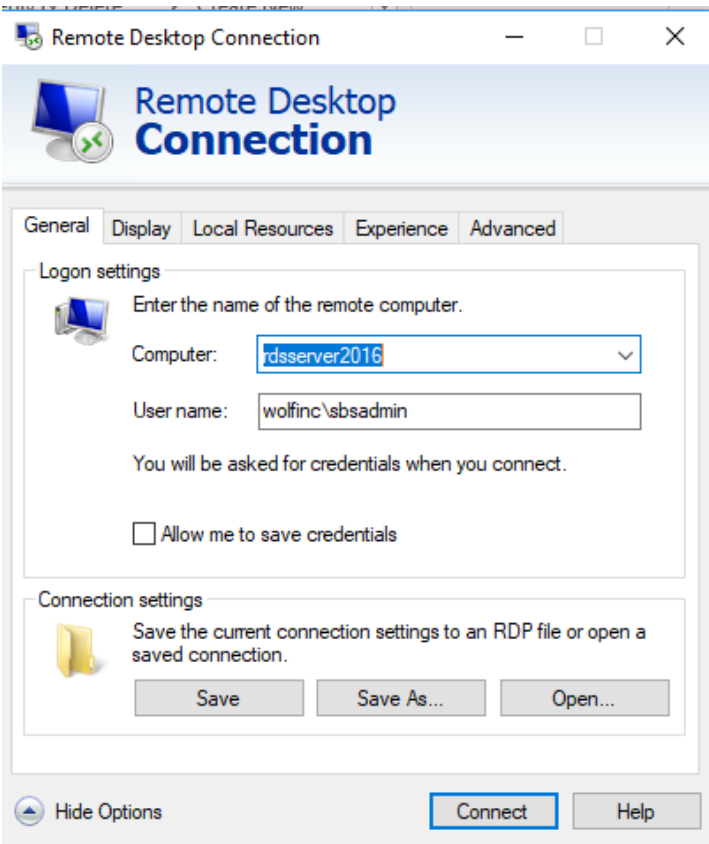 Remote Desktop Connection
Remote Desktop
Connection
General Display Local Resources Experience Advanced
Logon settings
Enter the name of the remote computer.
Computer: rdsserver2016
User name: wolfinc\sbsadmin
You will be asked for credentials when you connect.
Allow me to save credentials
Connection settings
Save the current connection settings to an RDP file or open a
saved connection.
Save Save As... Open...
Hide Options Connect Help